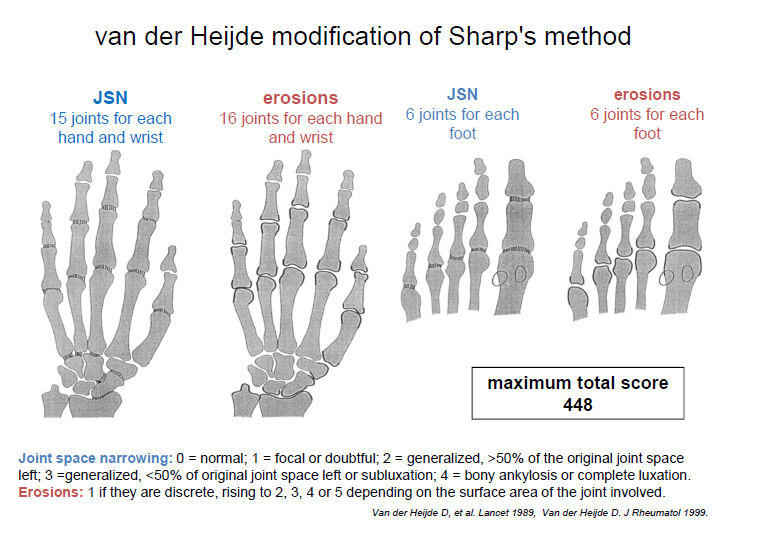 van der Heijde modification of Sharp's method
JSN
15 joints for each
hand and wrist
erosions
16 joints for each hand
and wrist
JSN
6 joints for each
foot
erosions
6 joints for each
foot
maximum total score
448
Joint space narrowing: 0 = normal; 1 = focal or doubtful; 2 = generalized, >50% of the original joint space
left; 3 =generalized, <50% of original joint space left or subluxation; 4 = bony ankylosis or complete luxation.
Erosions: 1 if they are discrete, rising to 2, 3, 4 or 5 depending on the surface area of the joint involved.
Van der Heijde D, et al. Lancet 1989, Van der Heijde D. J Rheumatol 1999.